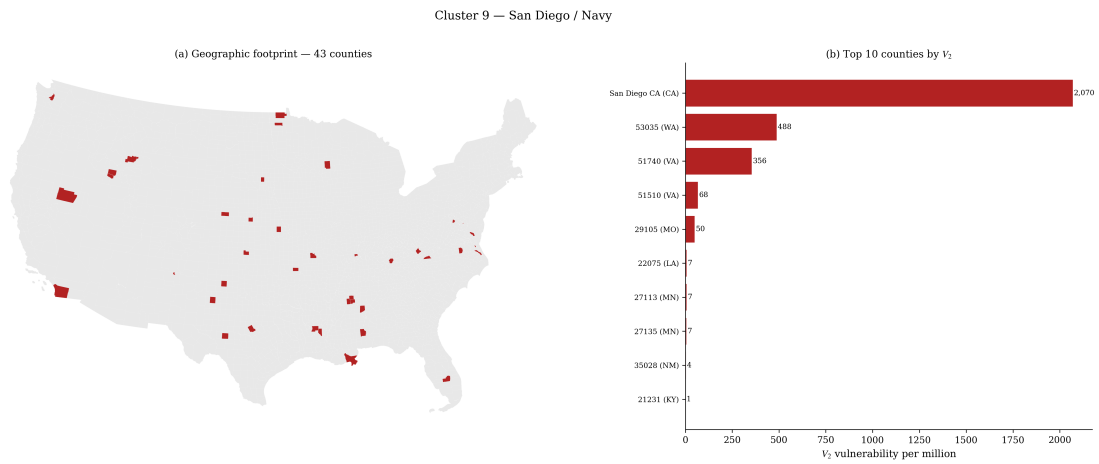 Cluster 9 — San Diego / Navy
(a) Geographic footprint — 43 counties
(b) Top 10 counties by V₂
San Diego CA (CA)
2,070
53035 (WA)
488
51740 (VA)
356
51510 (VA)
68
29105 (MO)
50
22075 (LA)
7
27113 (MN)
7
27135 (MN)
7
35028 (NM)
4
21231 (KY)
1
0 250 500 750 1000 1250 1500 1750 2000
V₂ vulnerability per million